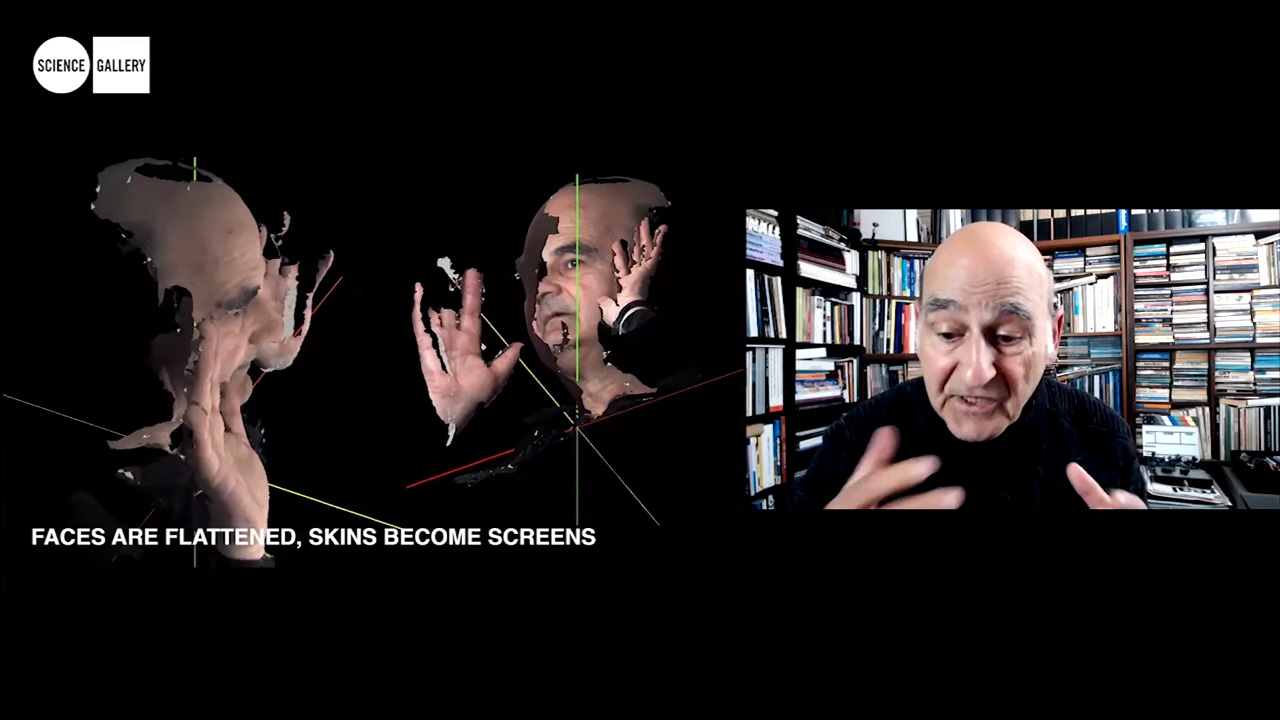 SCIENCE GALLERY
FACES ARE FLATTENED, SKINS BECOME SCREENS